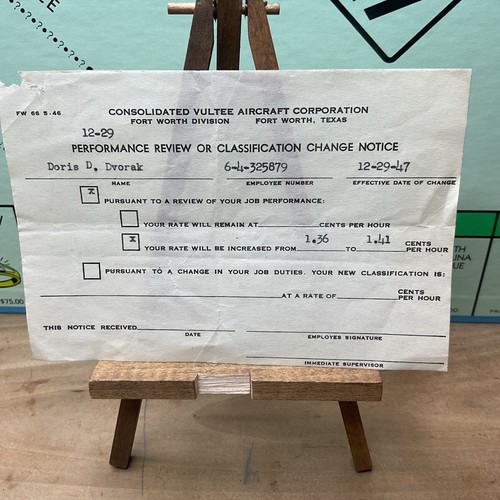 FW 66 5-46
CONSOLIDATED VULTEE AIRCRAFT CORPORATION
FORT WORTH DIVISION FORT WORTH, TEXAS
12-29
PERFORMANCE REVIEW OR CLASSIFICATION CHANGE NOTICE
Doris D. Dvorak 6-4-325879 12-29-47
NAME EMPLOYEE NUMBER EFFECTIVE DATE OF CHANGE
x PURSUANT TO A REVIEW OF YOUR JOB PERFORMANCE:
YOUR RATE WILL REMAIN AT CENTS PER HOUR
x YOUR RATE WILL BE INCREASED FROM 1.36 TO 1.41 CENTS PER HOUR
PURSUANT TO A CHANGE IN YOUR JOB DUTIES. YOUR NEW CLASSIFICATION IS:
AT A RATE OF CENTS PER HOUR
THIS NOTICE RECEIVED
DATE EMPLOYES SIGNATURE
IMMEDIATE SUPERVISOR
$75.00